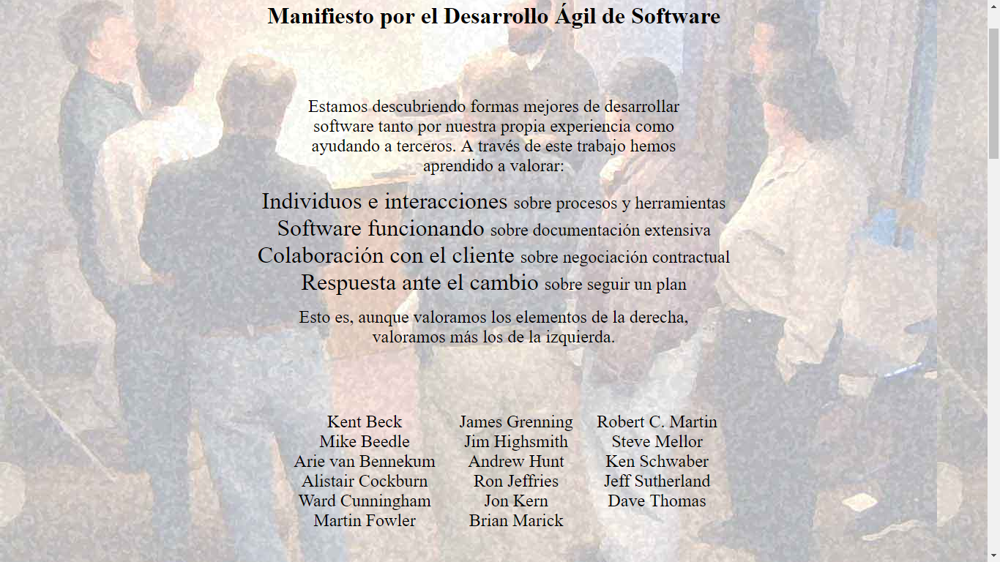 Manifiesto por el Desarrollo Ágil de Software
Estamos descubriendo formas mejores de desarrollar
software tanto por nuestra propia experiencia como
ayudando a terceros. A través de este trabajo hemos
aprendido a valorar:
Individuos e interacciones sobre procesos y herramientas
Software funcionando sobre documentación extensiva
Colaboración con el cliente sobre negociación contractual
Respuesta ante el cambio sobre seguir un plan
Esto es, aunque valoramos los elementos de la derecha,
valoramos más los de la izquierda.
Kent Beck
Mike Beedle
Arie van Bennekum
Alistair Cockburn
Ward Cunningham
Martin Fowler
James Grenning
Jim Highsmith
Andrew Hunt
Ron Jeffries
Jon Kern
Brian Marick
Robert C. Martin
Steve Mellor
Ken Schwaber
Jeff Sutherland
Dave Thomas